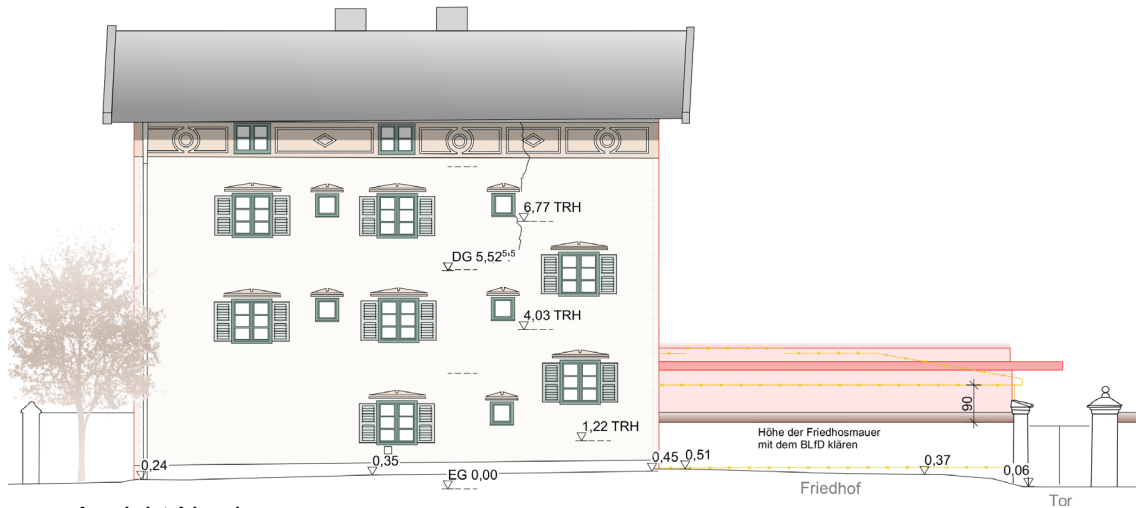 6,77 TRH
DG 5,52⁵,⁵
4,03 TRH
90
1,22 TRH
Höhe der Friedhosmauer
mit dem BLfD klären
0,24
0,35
0,45
0,51
0,37
0,06
EG 0,00
Friedhof
Tor